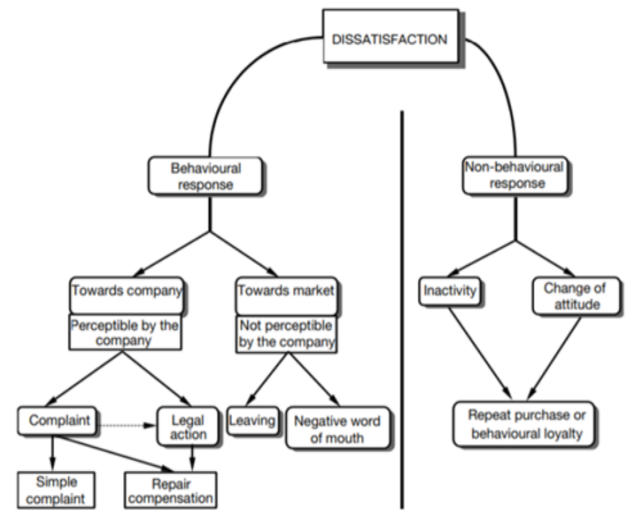 DISSATISFACTION
Behavioural
response
Non-behavioural
response
Towards company
Perceptible by the
company
Towards market
Not perceptible
by the company
Inactivity
Change of
attitude
Complaint
Legal
action
Leaving
Negative word
of mouth
Repeat purchase or
behavioural loyalty
Simple
complaint
Repair
compensation